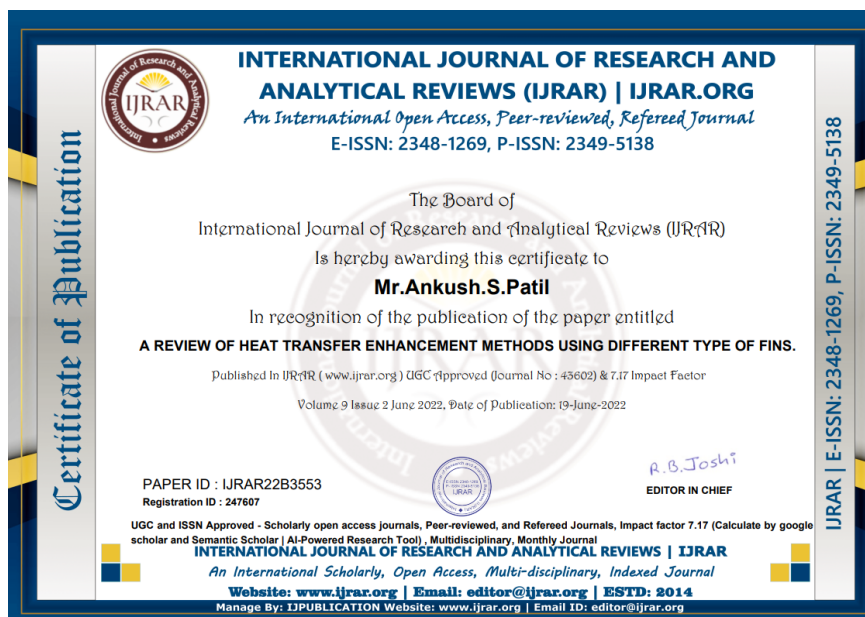 INTERNATIONAL JOURNAL OF RESEARCH AND
ANALYTICAL REVIEWS (IJRAR) | IJRAR.ORG
An International Open Access, Peer-reviewed, Refereed Journal
E-ISSN: 2348-1269, P-ISSN: 2349-5138
International Journal of Research and Analytical Reviews
IJRAR
Certificate of Publication
The Board of
International Journal of Research and Analytical Reviews (IJRAR)
Is hereby awarding this certificate to
Mr.Ankush.S.Patil
In recognition of the publication of the paper entitled
A REVIEW OF HEAT TRANSFER ENHANCEMENT METHODS USING DIFFERENT TYPE OF FINS.
Published In IJRAR ( www.ijrar.org ) UGC Approved (Journal No : 43602) & 7.17 Impact Factor
Volume 9 Issue 2 June 2022, Date of Publication: 19-June-2022
PAPER ID : IJRAR22B3553
Registration ID : 247607
R.B.Joshi
EDITOR IN CHIEF
UGC and ISSN Approved - Scholarly open access journals, Peer-reviewed, and Refereed Journals, Impact factor 7.17 (Calculate by google
scholar and Semantic Scholar | AI-Powered Research Tool) , Multidisciplinary, Monthly Journal
INTERNATIONAL JOURNAL OF RESEARCH AND ANALYTICAL REVIEWS | IJRAR
An International Scholarly, Open Access, Multi-disciplinary, Indexed Journal
Website: www.ijrar.org | Email: editor@ijrar.org | ESTD: 2014
Manage By: IJPUBLICATION Website: www.ijrar.org | Email ID: editor@ijrar.org
IJRAR | E-ISSN: 2348-1269, P-ISSN: 2349-5138